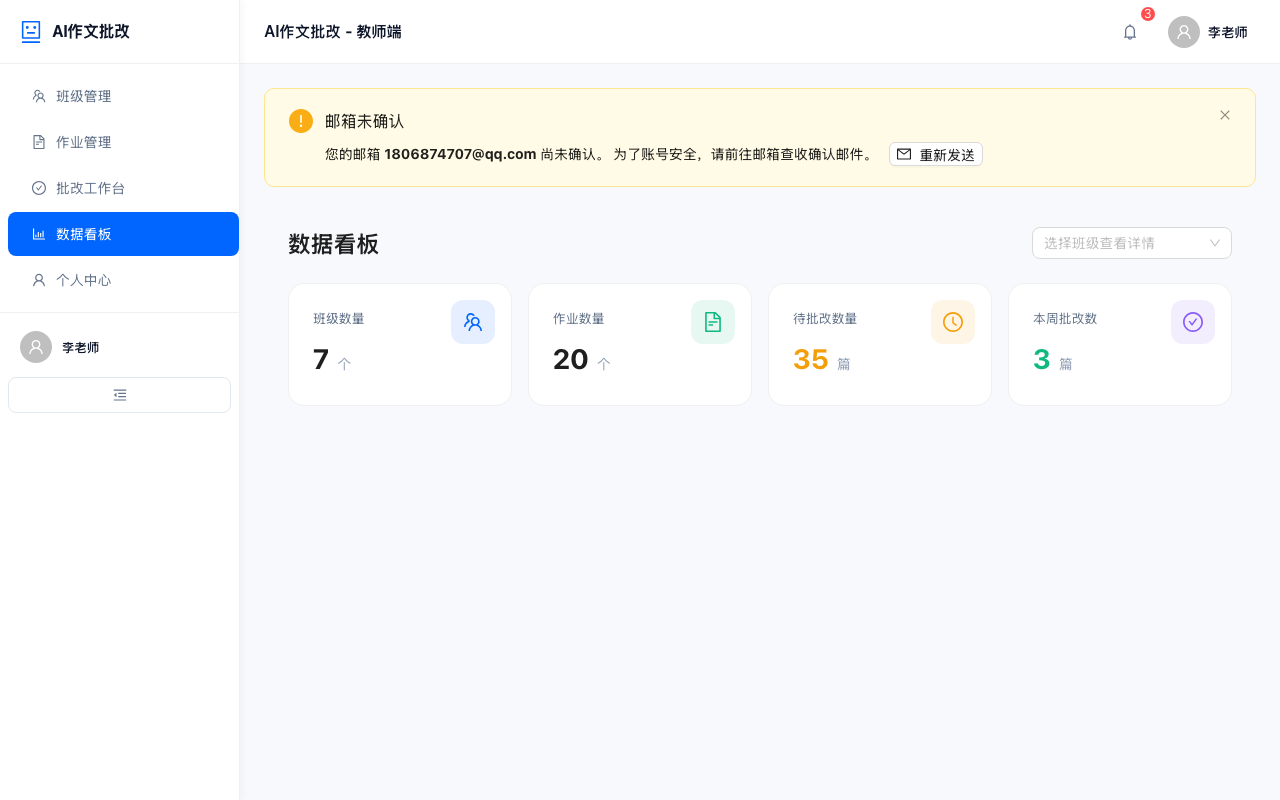 AI作文批改
AI作文批改 - 教师端
3
李老师
班级管理
作业管理
批改工作台
数据看板
个人中心
李老师
邮箱未确认
您的邮箱 1806874707@qq.com 尚未确认。 为了账号安全，请前往邮箱查收确认邮件。 重新发送
数据看板
选择班级查看详情
班级数量
7 个
作业数量
20 个
待批改数量
35 篇
本周批改数
3 篇